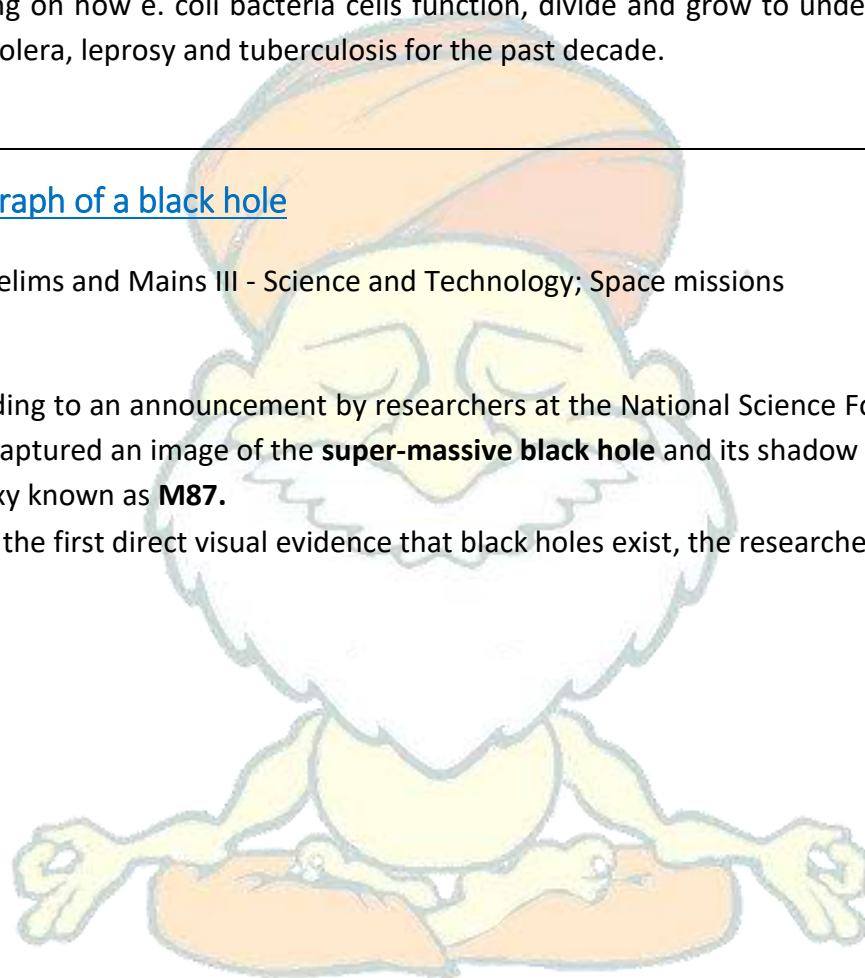 ng on how e. coli bacteria cells function, divide and grow to unde
olera, leprosy and tuberculosis for the past decade.
raph of a black hole
elims and Mains III - Science and Technology; Space missions
ding to an announcement by researchers at the National Science Fo
aptured an image of the super-massive black hole and its shadow
xy known as M87.
the first direct visual evidence that black holes exist, the researche